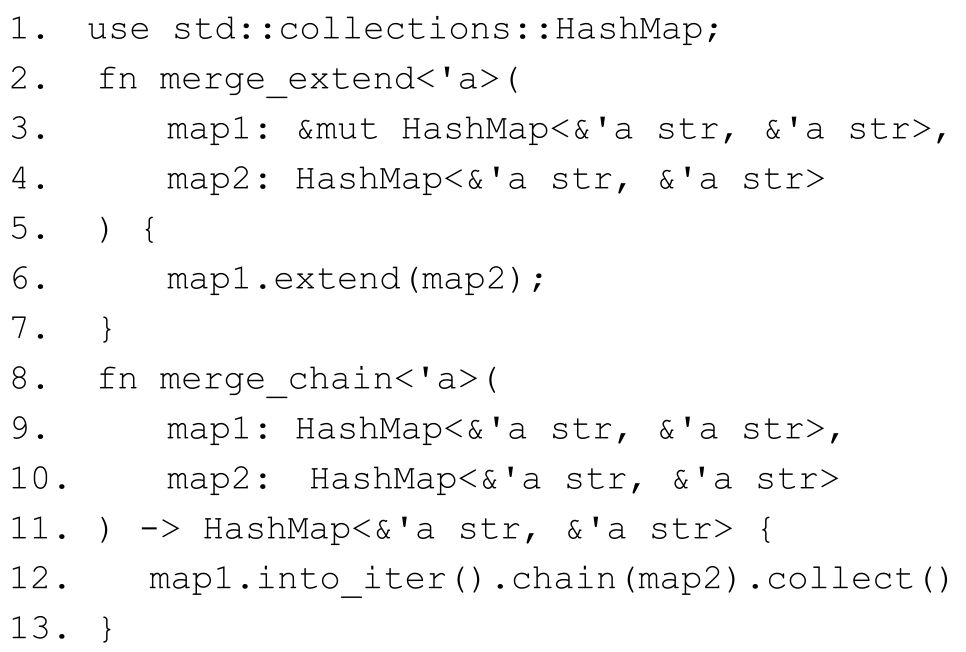 1. use std::collections::HashMap;
2. fn merge_extend<'a>(
3. map1: &mut HashMap<&'a str, &'a str>,
4. map2: HashMap<&'a str, &'a str>
5. ) {
6. map1.extend(map2);
7. }
8. fn merge_chain<'a>(
9. map1: HashMap<&'a str, &'a str>,
10. map2: HashMap<&'a str, &'a str>
11. ) -> HashMap<&'a str, &'a str> {
12. map1.into_iter().chain(map2).collect()
13. }